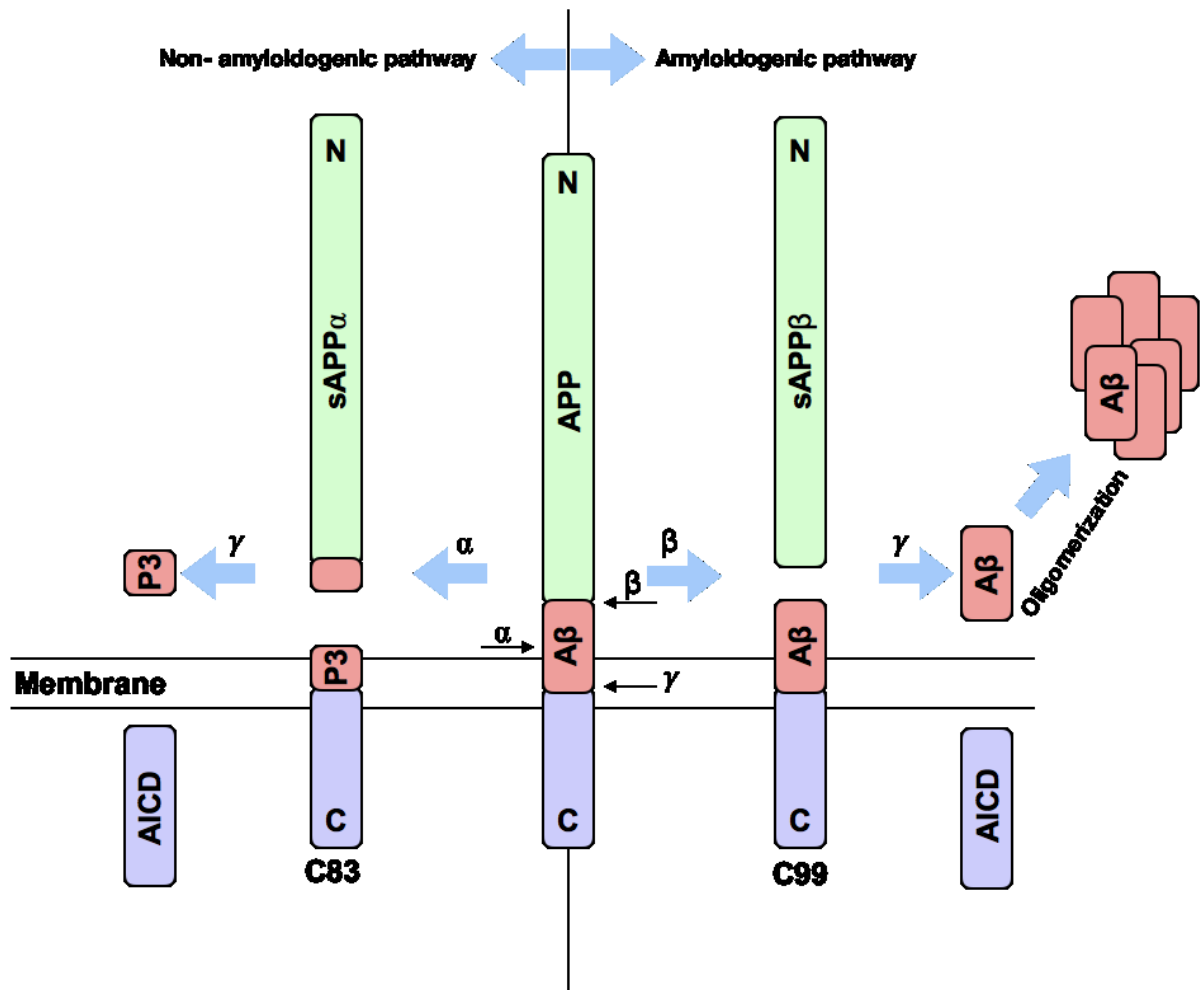 Non- amyloidogenic pathway
Amyloidogenic pathway
N
N
N
sAPPα
APP
sAPPβ
Aβ
Oligomerization
P3
γ
α
β
γ
Aβ
β
α
P3
Aβ
Aβ
γ
Membrane
AICD
C
C
C
AICD
C83
C99